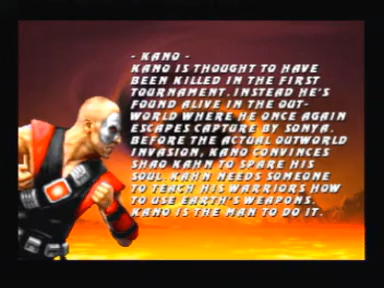 - KANO -
KANO IS THOUGHT TO HAVE
BEEN KILLED IN THE FIRST
TOURNAMENT. INSTEAD HE'S
FOUND ALIVE IN THE OUT-
WORLD WHERE HE ONCE AGAIN
ESCAPES CAPTURE BY SONYA.
BEFORE THE ACTUAL OUTWORLD
INVASION, KANO CONVINCES
SHAO KAHN TO SPARE HIS
SOUL. KAHN NEEDS SOMEONE
TO TEACH HIS WARRIORS HOW
TO USE EARTH'S WEAPONS.
KANO IS THE MAN TO DO IT.